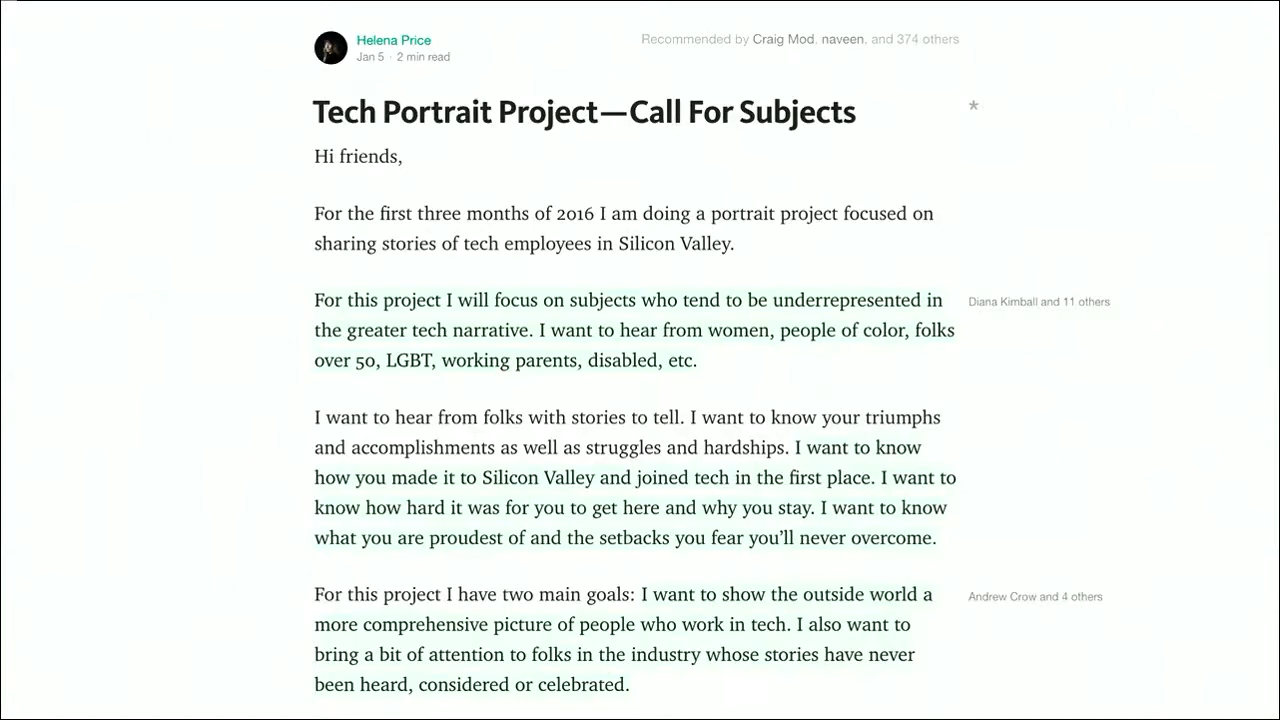 Helena Price
Jan 5 · 2 min read
Recommended by Craig Mod, naveen, and 374 others
Tech Portrait Project—Call For Subjects
*
Hi friends,
For the first three months of 2016 I am doing a portrait project focused on
sharing stories of tech employees in Silicon Valley.
For this project I will focus on subjects who tend to be underrepresented in
Diana Kimball and 11 others
the greater tech narrative. I want to hear from women, people of color, folks
over 50, LGBT, working parents, disabled, etc.
I want to hear from folks with stories to tell. I want to know your triumphs
and accomplishments as well as struggles and hardships. I want to know
how you made it to Silicon Valley and joined tech in the first place. I want to
know how hard it was for you to get here and why you stay. I want to know
what you are proudest of and the setbacks you fear you’ll never overcome.
For this project I have two main goals: I want to show the outside world a
Andrew Crow and 4 others
more comprehensive picture of people who work in tech. I also want to
bring a bit of attention to folks in the industry whose stories have never
been heard, considered or celebrated.